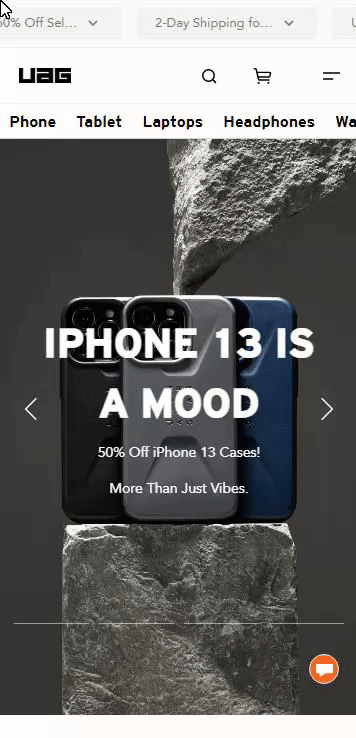 50% Off Sel...
2-Day Shipping fo...
UAG
Phone Tablet Laptops Headphones Wa
IPHONE 13 IS
A MOOD
50% Off iPhone 13 Cases!
More Than Just Vibes.